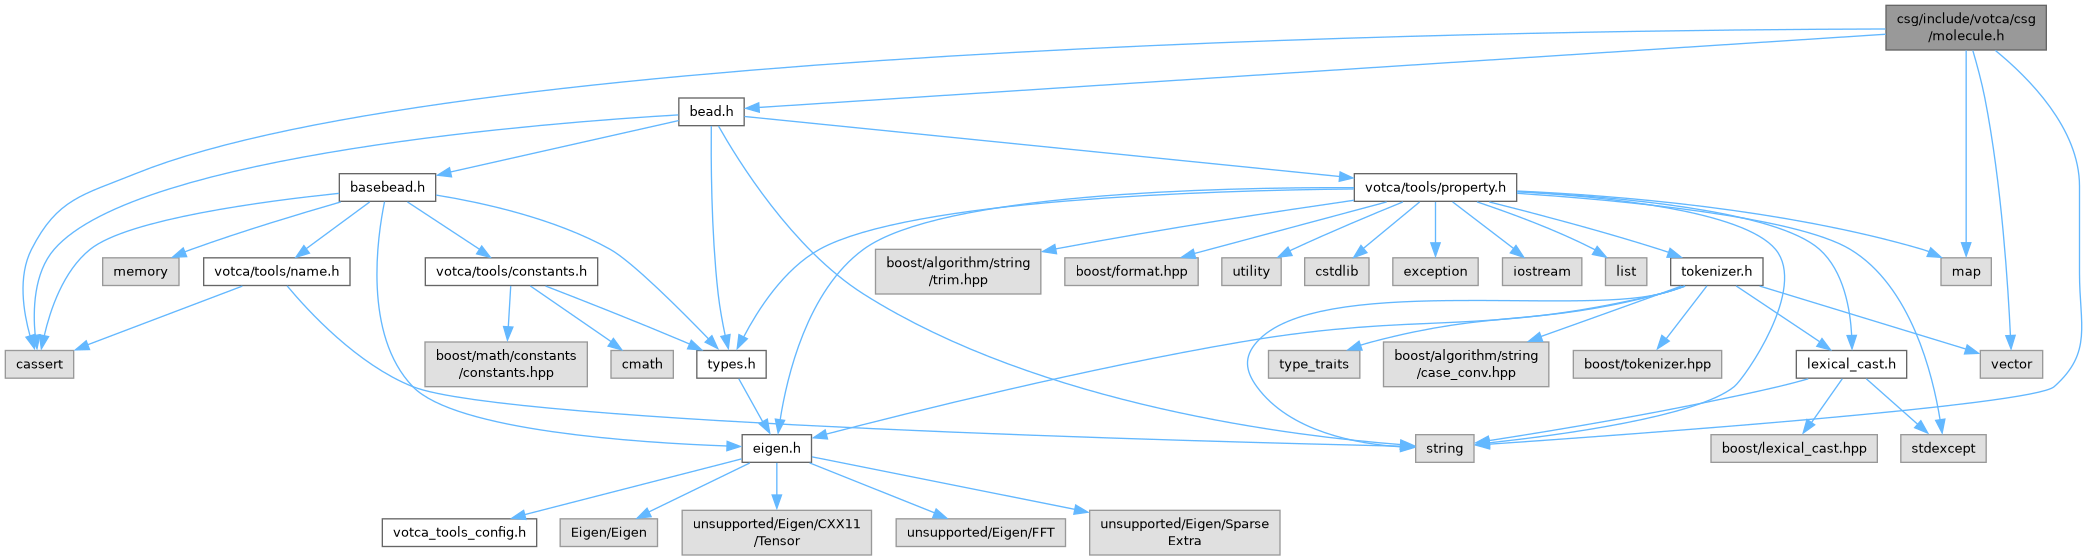 csg/include/votca/csg
/molecule.h
bead.h
basebead.h
votca/tools/property.h
memory
votca/tools/name.h
votca/tools/constants.h
boost/algorithm/string
/trim.hpp
boost/format.hpp
utility
cstdlib
exception
iostream
list
tokenizer.h
map
cassert
boost/math/constants
/constants.hpp
cmath
types.h
type_traits
boost/algorithm/string
/case_conv.hpp
boost/tokenizer.hpp
lexical_cast.h
vector
eigen.h
string
boost/lexical_cast.hpp
stdexcept
votca_tools_config.h
Eigen/Eigen
unsupported/Eigen/CXX11
/Tensor
unsupported/Eigen/FFT
unsupported/Eigen/Sparse
Extra